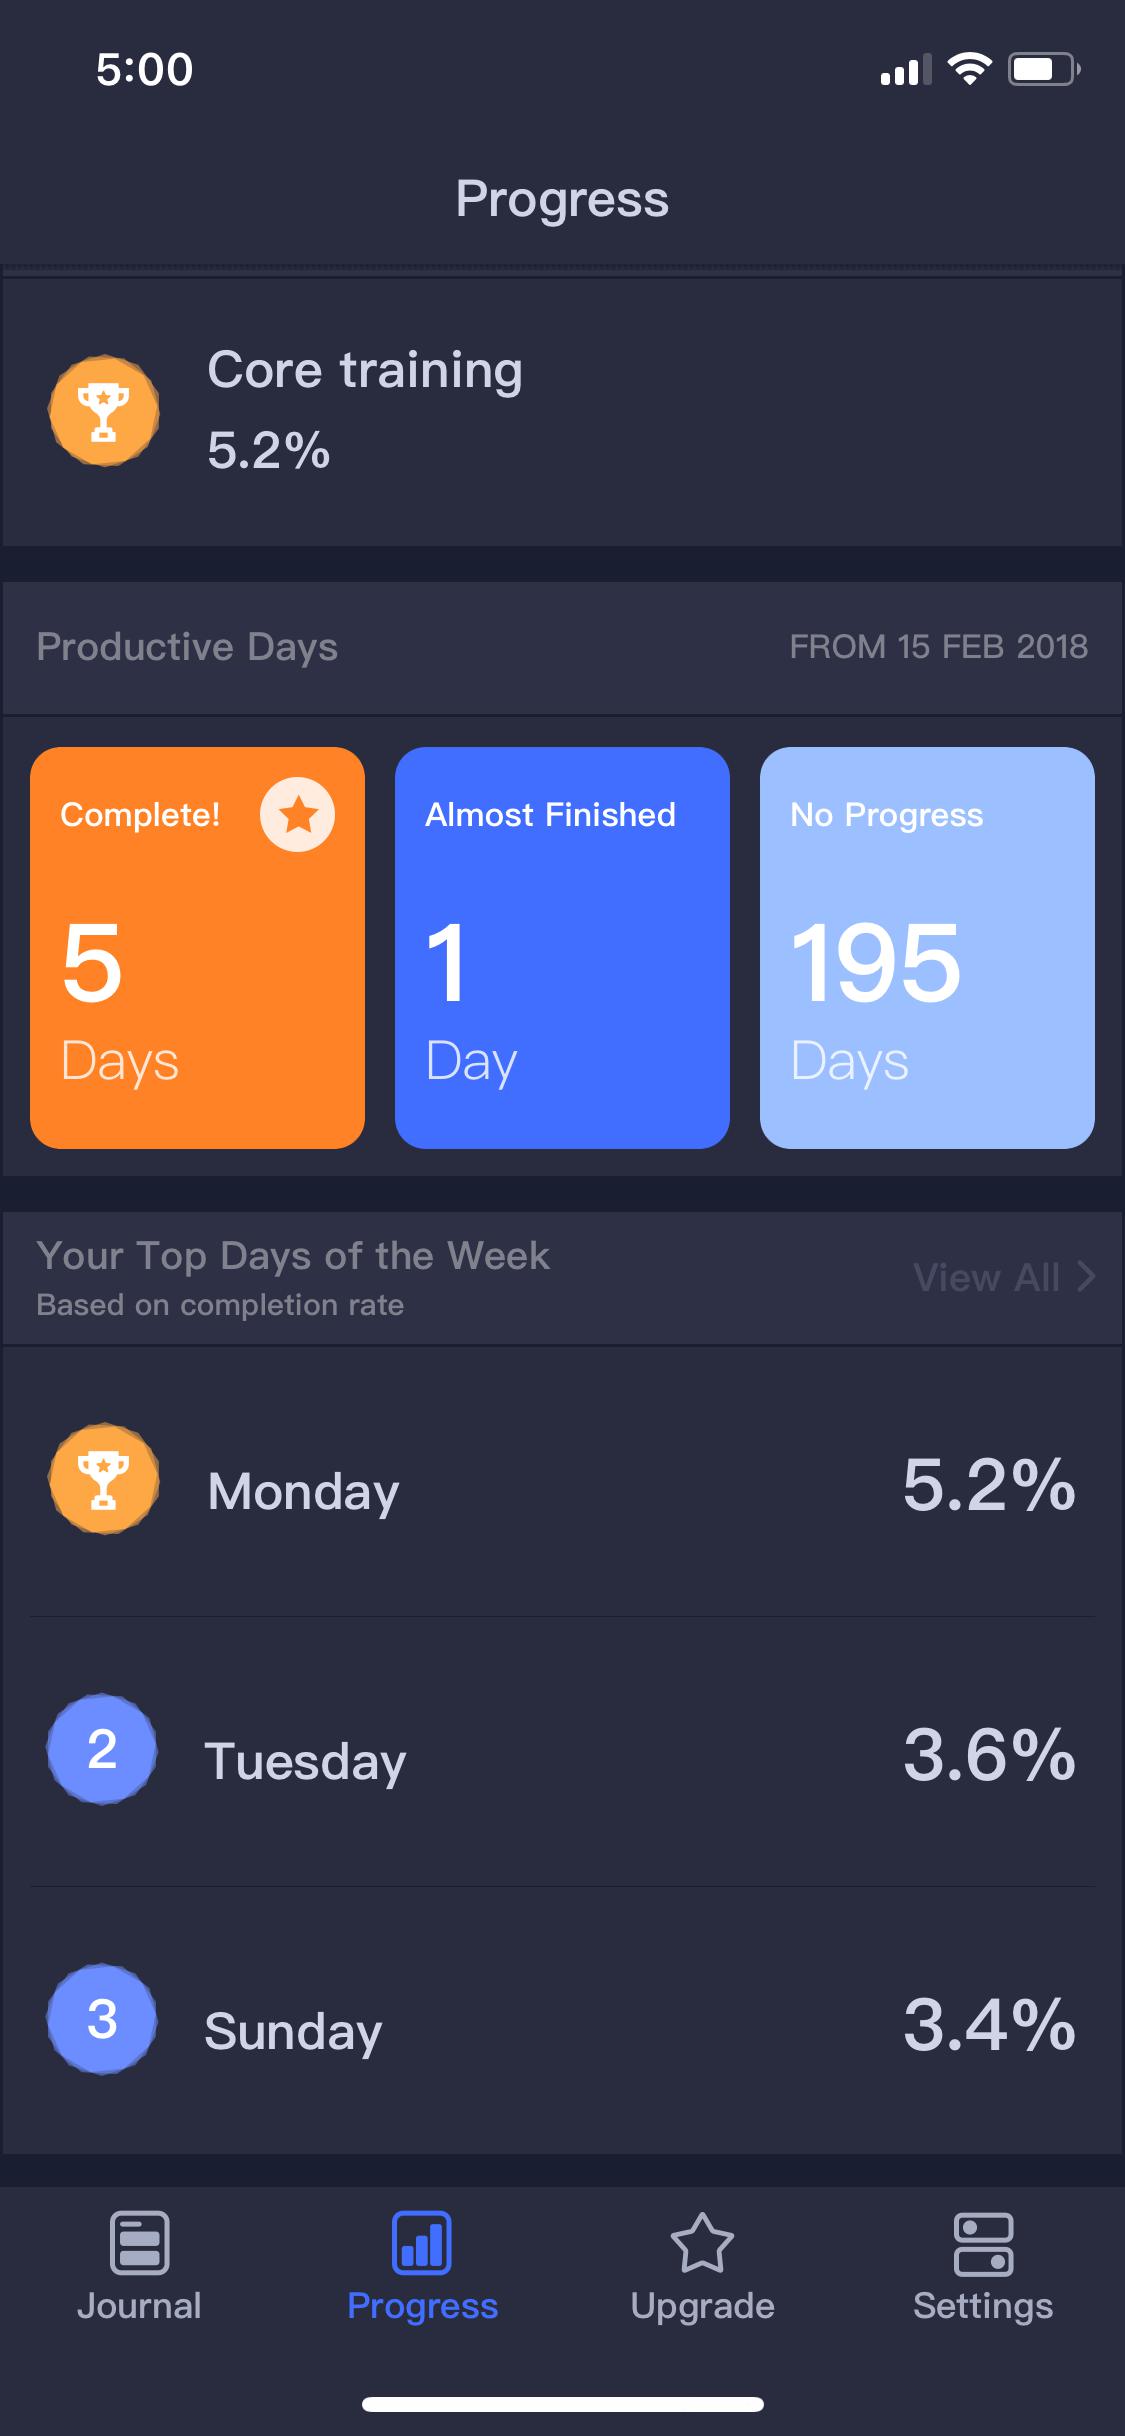 5:00
Progress
Core training
5.2%
Productive Days
FROM 15 FEB 2018
Complete!
5
Days
Almost Finished
1
Day
No Progress
195
Days
Your Top Days of the Week
Based on completion rate
View All
Monday
5.2%
2
Tuesday
3.6%
3
Sunday
3.4%
Journal
Progress
Upgrade
Settings